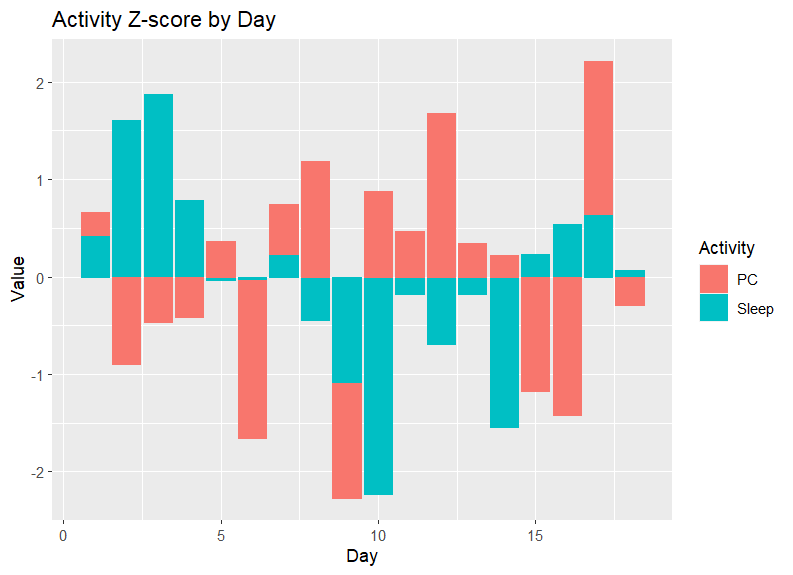 Activity Z-score by Day
2
1
0
-1
-2
Value
0 5 10 15
Day
Activity
PC
Sleep